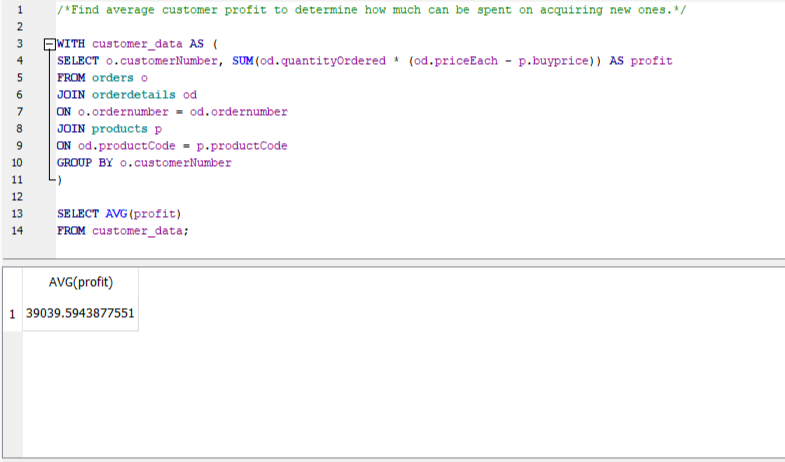 1 /*Find average customer profit to determine how much can be spent on acquiring new ones.*/
2
3 WITH customer_data AS (
4 SELECT o.customerNumber, SUM(od.quantityOrdered * (od.priceEach - p.buyprice)) AS profit
5 FROM orders o
6 JOIN orderdetails od
7 ON o.ordernumber = od.ordernumber
8 JOIN products p
9 ON od.productCode = p.productCode
10 GROUP BY o.customerNumber
11 )
12
13 SELECT AVG(profit)
14 FROM customer_data;
AVG(profit)
1 39039.5943877551